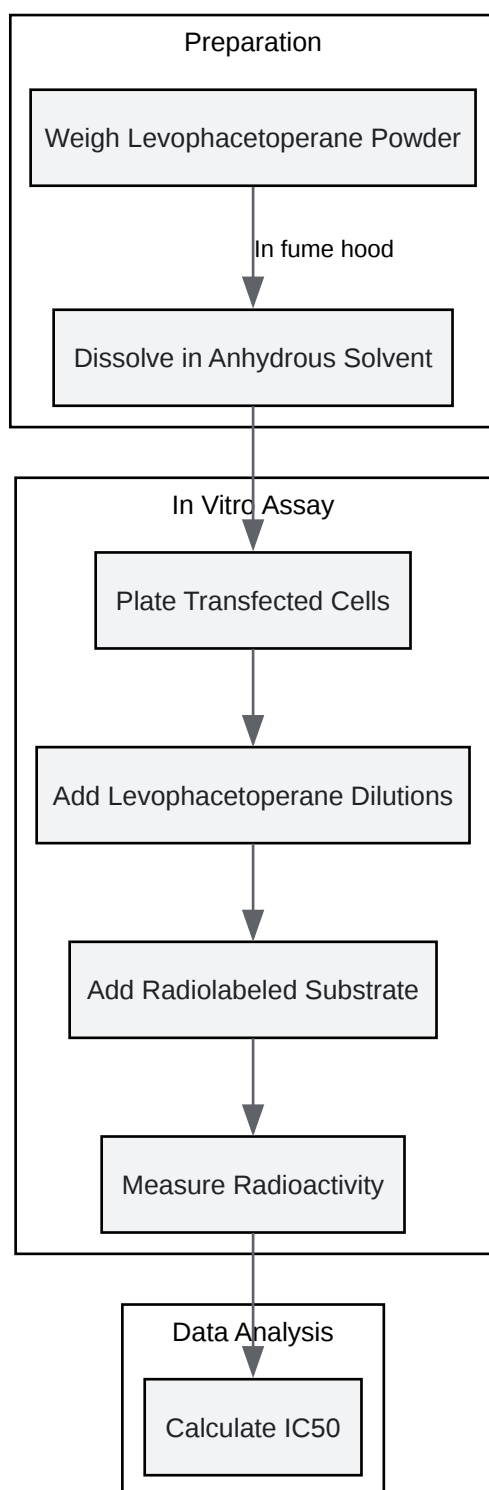 Preparation
Weigh Levophacetoperane Powder
In fume hood
Dissolve in Anhydrous Solvent
In Vitro Assay
Plate Transfected Cells
Add Levophacetoperane Dilutions
Add Radiolabeled Substrate
Measure Radioactivity
Data Analysis
Calculate IC50